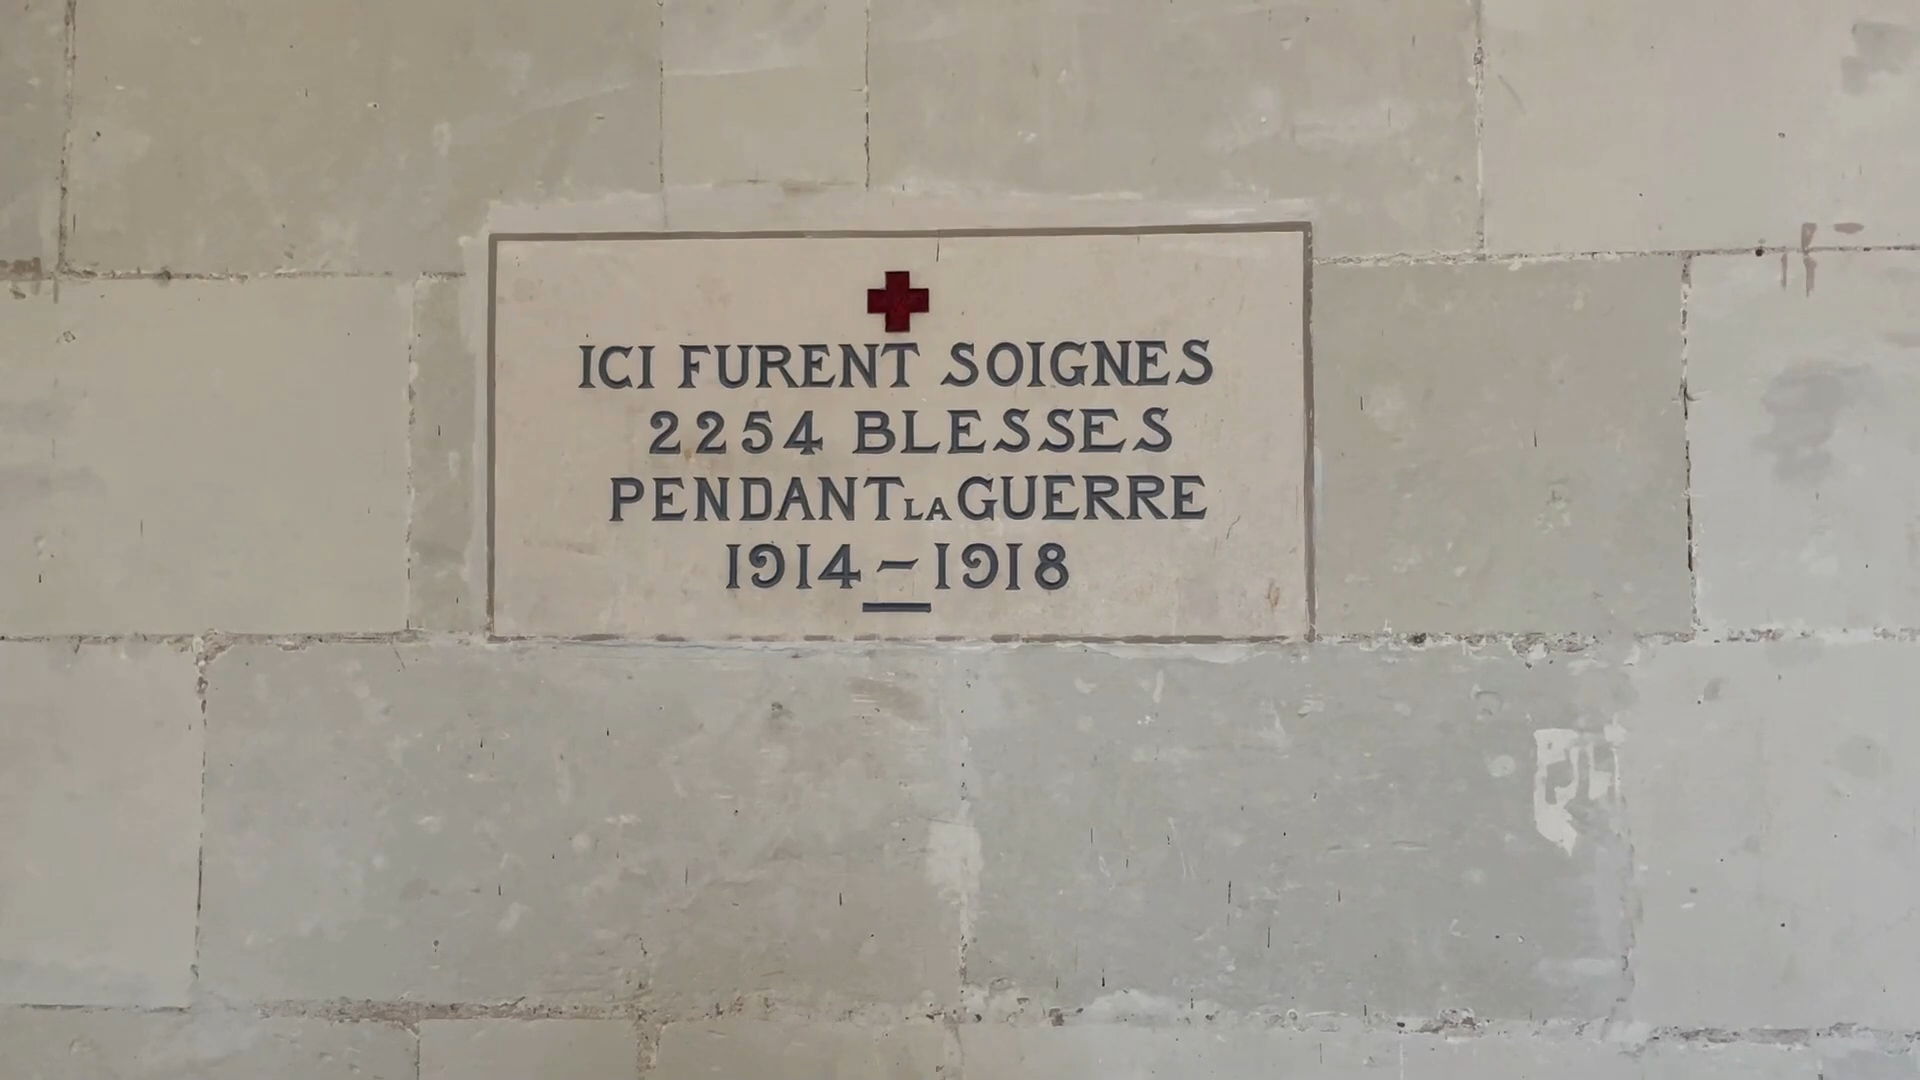 ICI FURENT SOIGNES
2254 BLESSES
PENDANT LA GUERRE
1914 – 1918